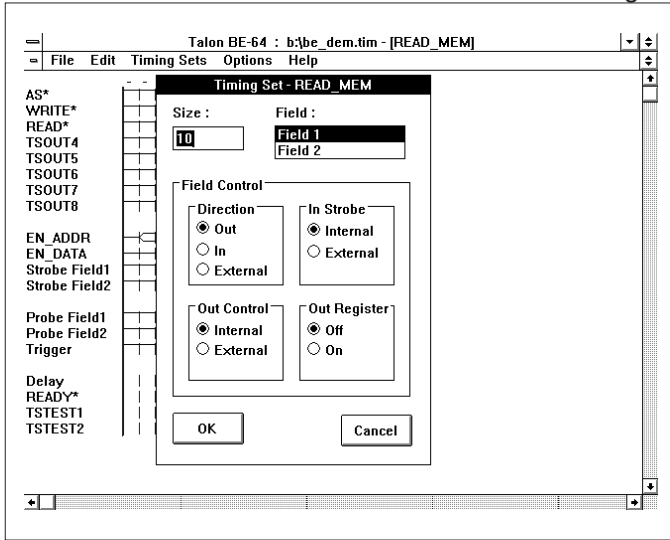 Talon BE-64 : b:\be_dem.tim - [READ_MEM]
File Edit Timing Sets Options Help
Timing Set - READ_MEM
Size :
Field :
10
Field 1
Field 2
Field Control
Direction
Out
In
External
In Strobe
Internal
External
Out Control
Internal
External
Out Register
Off
On
OK
Cancel
AS*
WRITE*
READ*
TSOUT4
TSOUT5
TSOUT6
TSOUT7
TSOUT8
EN_ADDR
EN_DATA
Strobe Field1
Strobe Field2
Probe Field1
Probe Field2
Trigger
Delay
READY*
TSTEST1
TSTEST2